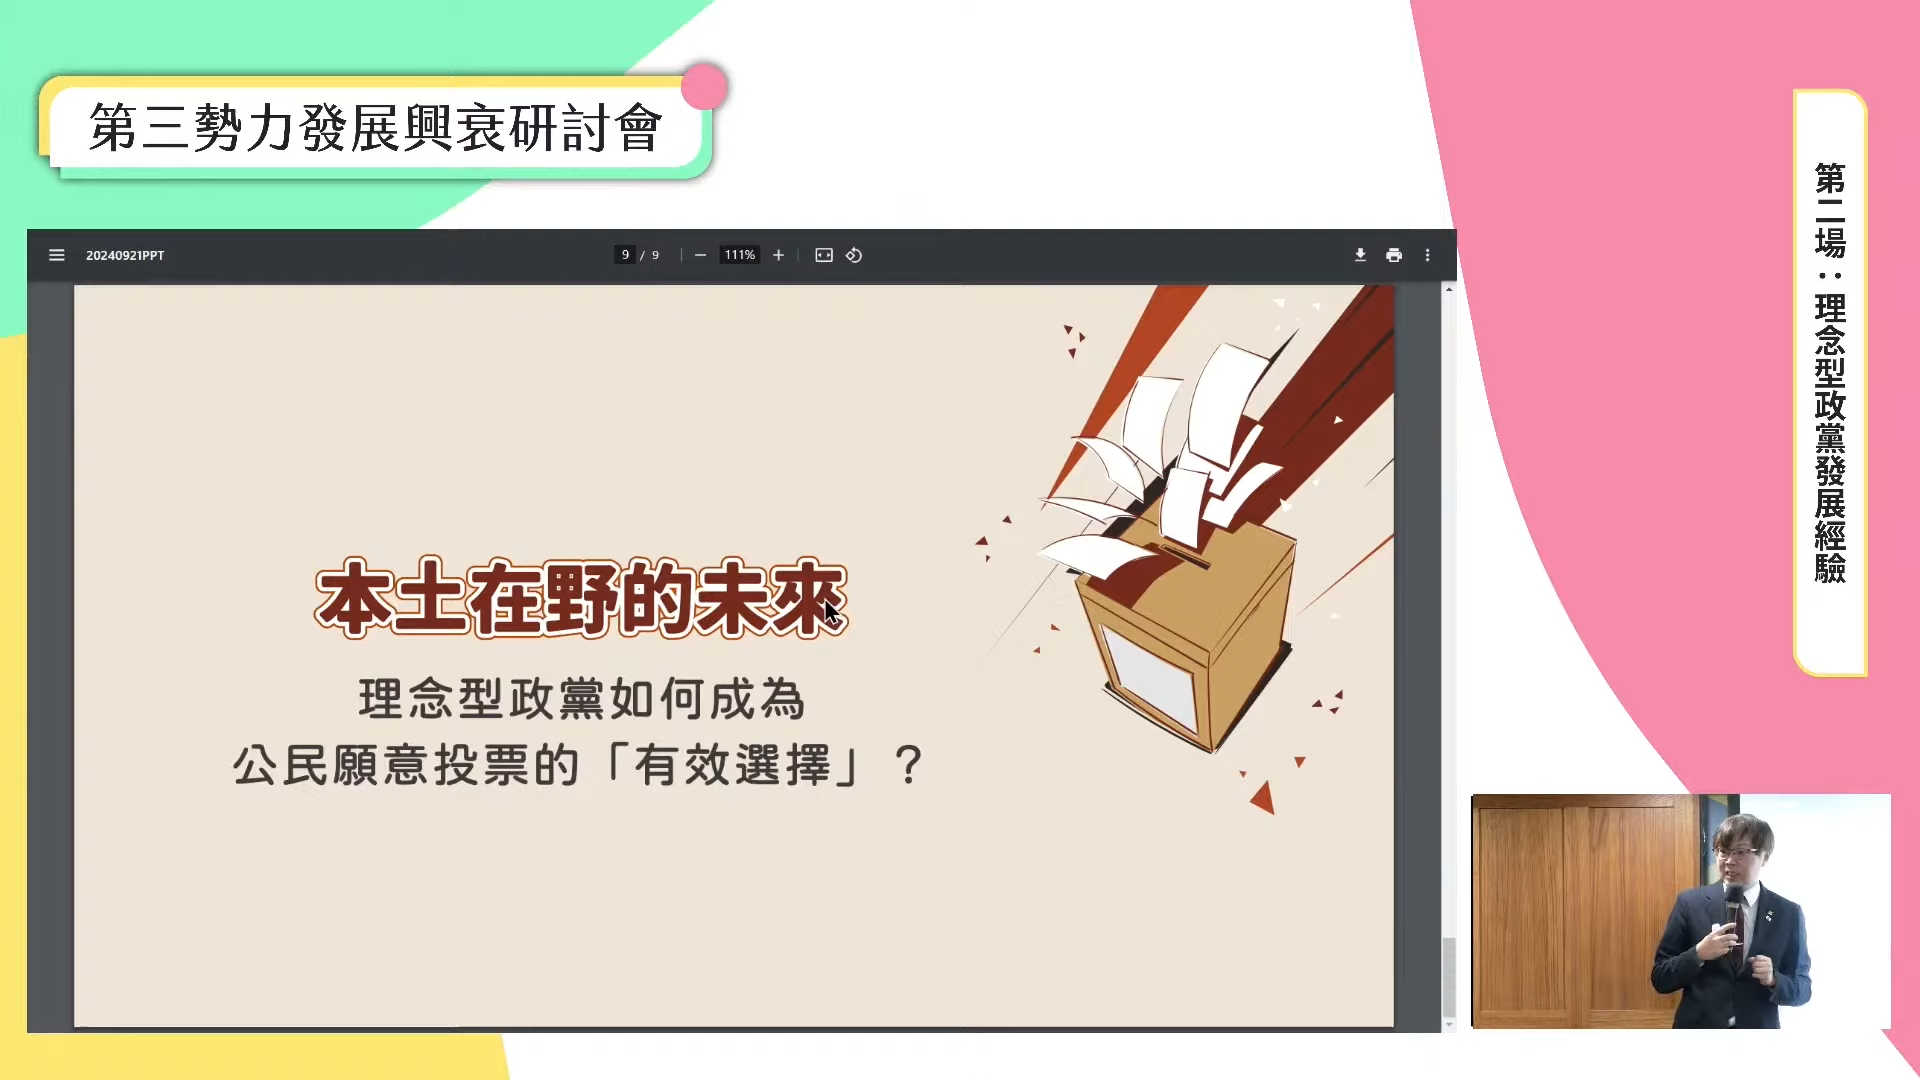 第三勢力發展興衰研討會
第二場：理念型政黨發展經驗
20240921PPT
9 / 9
111%
本土在野的未來
理念型政黨如何成為
公民願意投票的「有效選擇」？